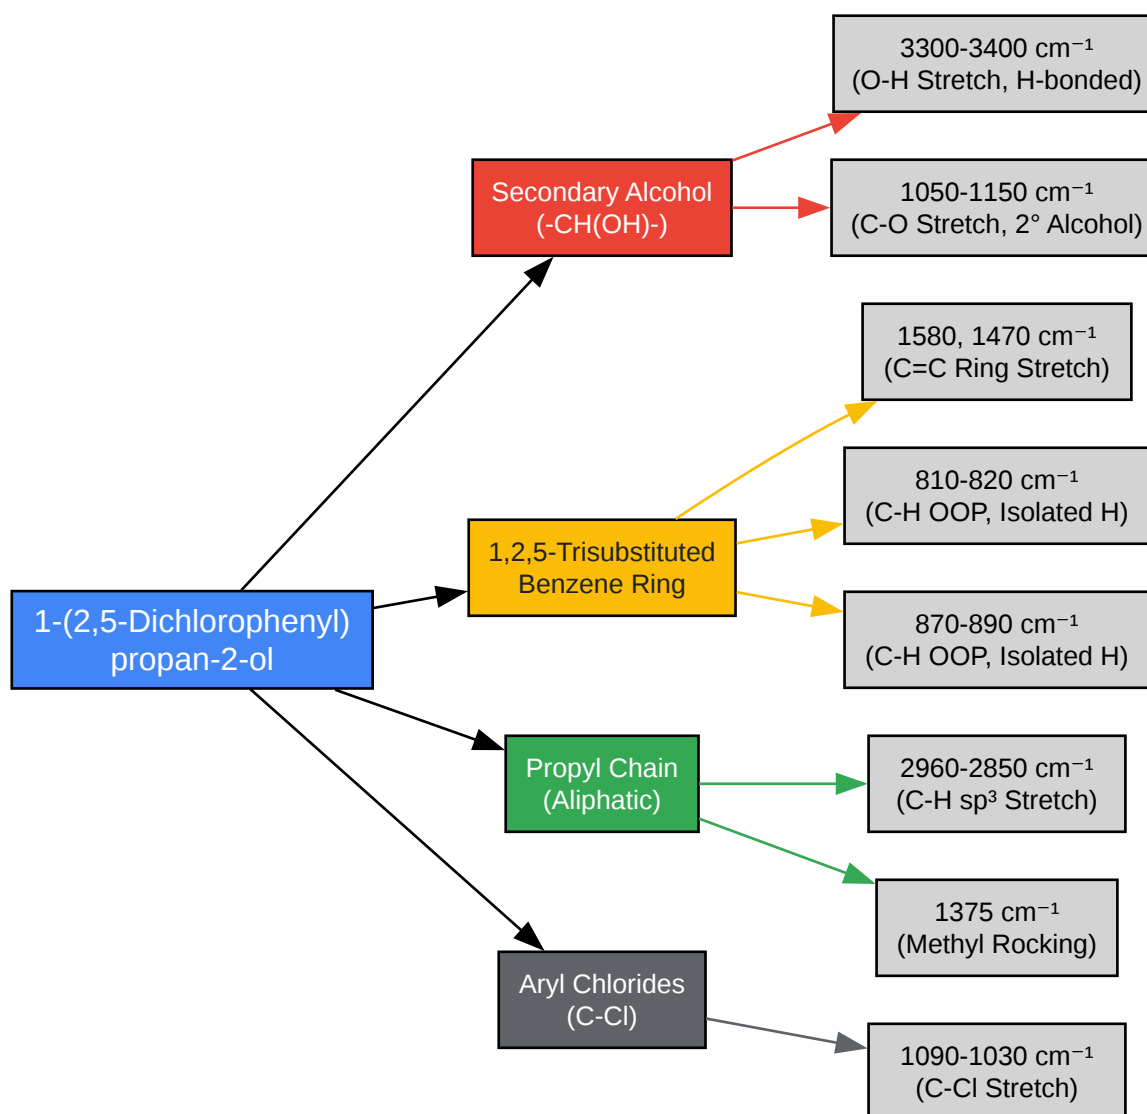 3300-3400 cm⁻¹
(O-H Stretch, H-bonded)
Secondary Alcohol
(-CH(OH)-)
1050-1150 cm⁻¹
(C-O Stretch, 2° Alcohol)
1580, 1470 cm⁻¹
(C=C Ring Stretch)
810-820 cm⁻¹
(C-H OOP, Isolated H)
1,2,5-Trisubstituted
Benzene Ring
870-890 cm⁻¹
(C-H OOP, Isolated H)
1-(2,5-Dichlorophenyl)
propan-2-ol
Propyl Chain
(Aliphatic)
2960-2850 cm⁻¹
(C-H sp³ Stretch)
1375 cm⁻¹
(Methyl Rocking)
Aryl Chlorides
(C-Cl)
1090-1030 cm⁻¹
(C-Cl Stretch)